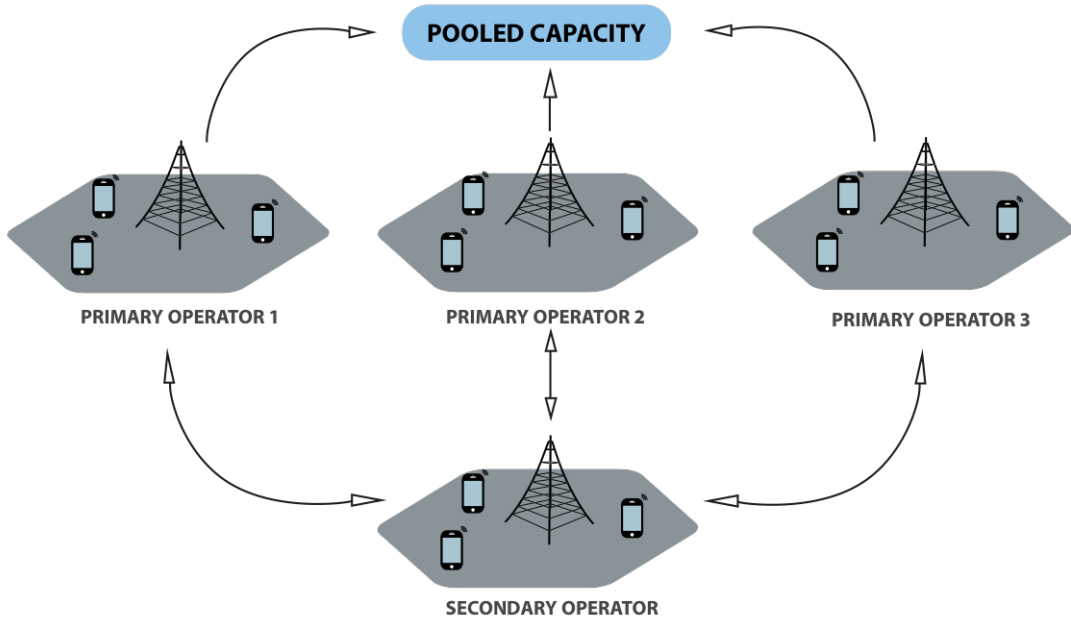 POOLED CAPACITY
PRIMARY OPERATOR 1
PRIMARY OPERATOR 2
PRIMARY OPERATOR 3
SECONDARY OPERATOR